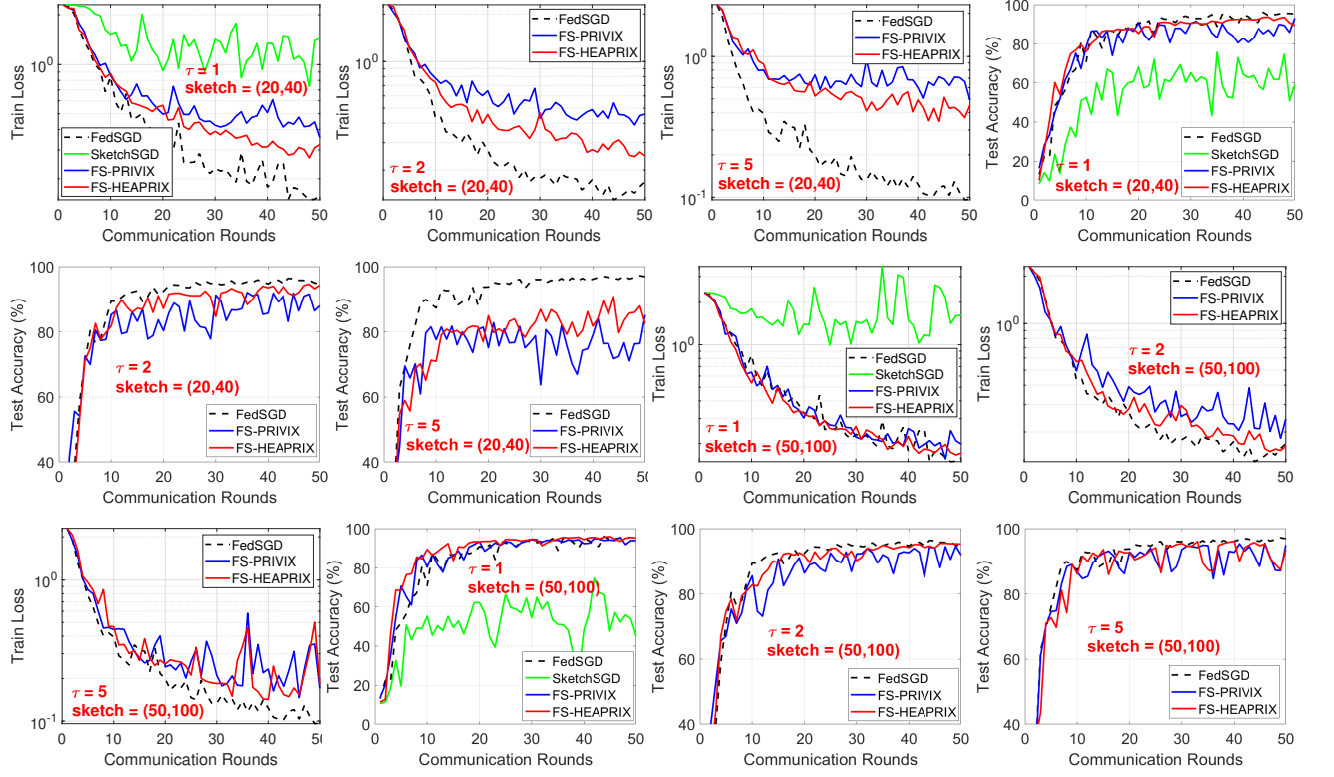 Train Loss
10⁰
τ = 1
sketch = (20,40)
FedSGD
SketchSGD
FS-PRIVIX
FS-HEAPRIX
0 10 20 30 40 50
Communication Rounds
Train Loss
10⁰
FedSGD
FS-PRIVIX
FS-HEAPRIX
τ = 2
sketch = (20,40)
0 10 20 30 40 50
Communication Rounds
Train Loss
10⁰
10⁻¹
FedSGD
FS-PRIVIX
FS-HEAPRIX
τ = 5
sketch = (20,40)
0 10 20 30 40 50
Communication Rounds
Test Accuracy (%)
100
80
60
40
20
0
FedSGD
SketchSGD
FS-PRIVIX
FS-HEAPRIX
τ = 1
sketch = (20,40)
0 10 20 30 40 50
Communication Rounds
Test Accuracy (%)
100
80
60
40
τ = 2
sketch = (20,40)
FedSGD
FS-PRIVIX
FS-HEAPRIX
0 10 20 30 40 50
Communication Rounds
Test Accuracy (%)
100
80
60
40
τ = 5
sketch = (20,40)
FedSGD
FS-PRIVIX
FS-HEAPRIX
0 10 20 30 40 50
Communication Rounds
Train Loss
10⁰
FedSGD
SketchSGD
FS-PRIVIX
FS-HEAPRIX
τ = 1
sketch = (50,100)
0 10 20 30 40 50
Communication Rounds
Train Loss
10⁰
FedSGD
FS-PRIVIX
FS-HEAPRIX
τ = 2
sketch = (50,100)
0 10 20 30 40 50
Communication Rounds
Train Loss
10⁰
10⁻¹
FedSGD
FS-PRIVIX
FS-HEAPRIX
τ = 5
sketch = (50,100)
0 10 20 30 40 50
Communication Rounds
Test Accuracy (%)
100
80
60
40
20
0
τ = 1
sketch = (50,100)
FedSGD
SketchSGD
FS-PRIVIX
FS-HEAPRIX
0 10 20 30 40 50
Communication Rounds
Test Accuracy (%)
100
80
60
40
τ = 2
sketch = (50,100)
FedSGD
FS-PRIVIX
FS-HEAPRIX
0 10 20 30 40 50
Communication Rounds
Test Accuracy (%)
100
80
60
40
τ = 5
sketch = (50,100)
FedSGD
FS-PRIVIX
FS-HEAPRIX
0 10 20 30 40 50
Communication Rounds